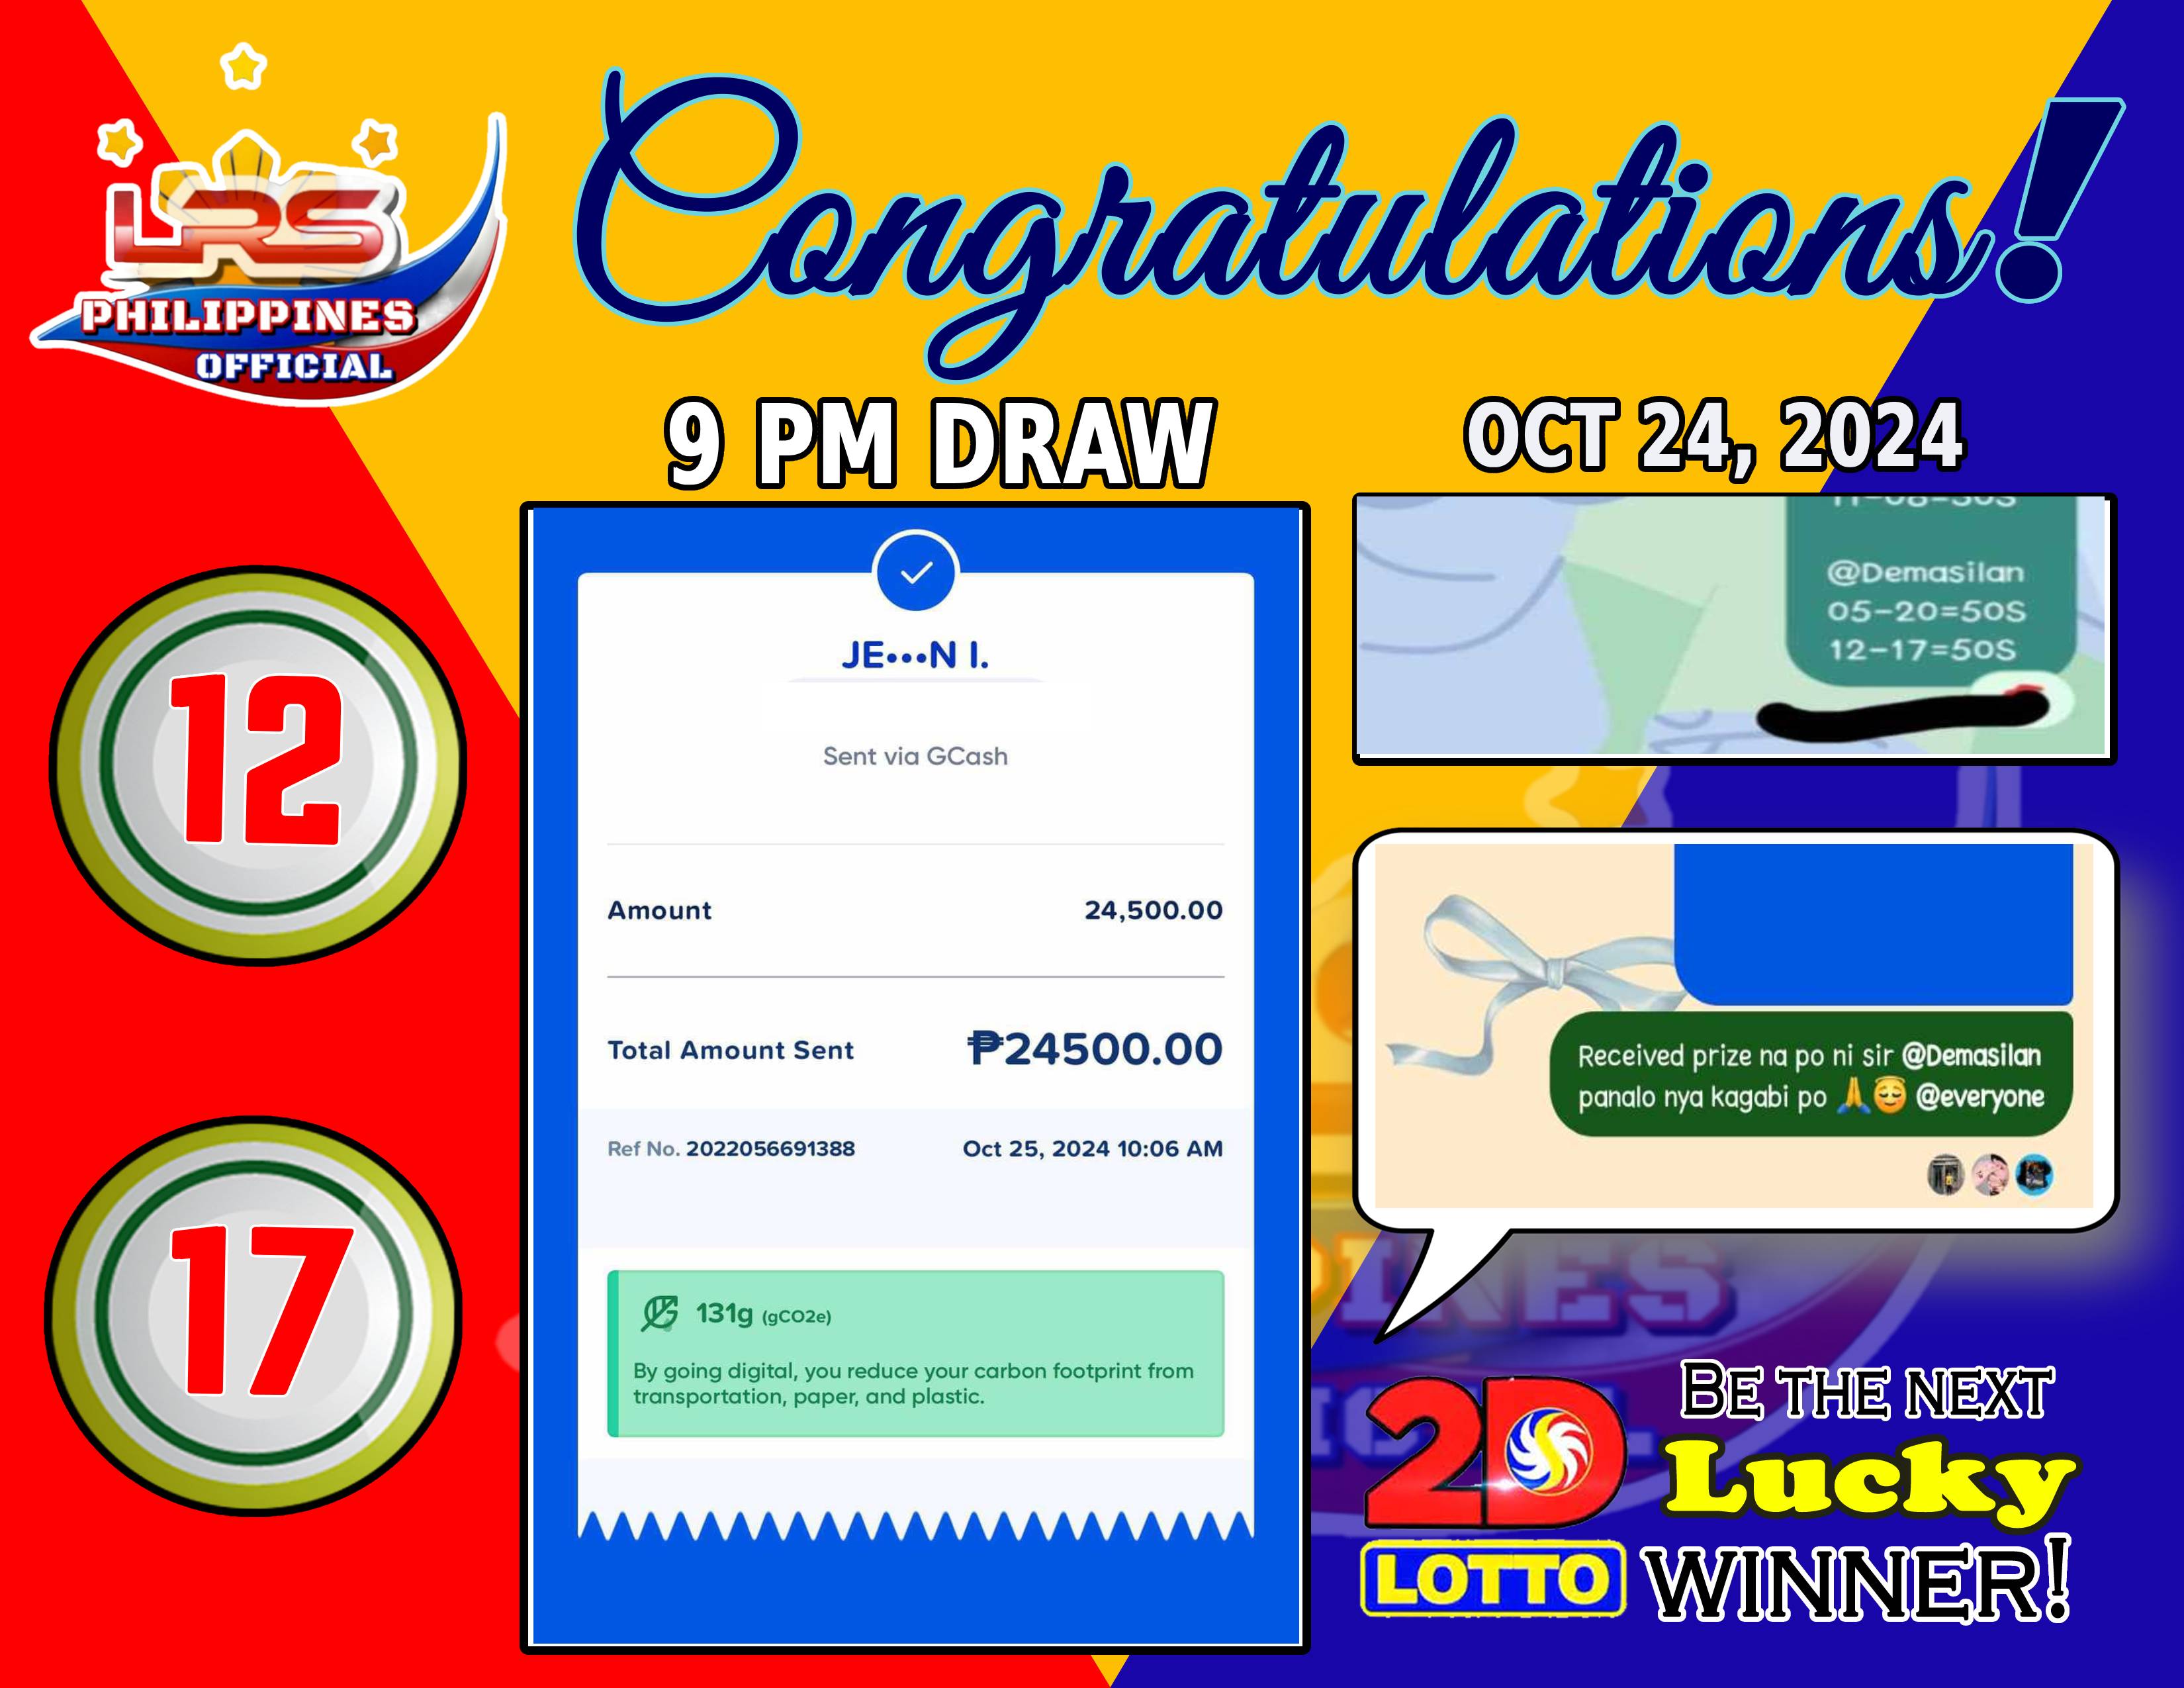 LRS
PHILIPPINES
OFFICIAL
Congratulations!
9 PM DRAW
OCT 24, 2024
12
17
JE•••N I.
Sent via GCash
Amount 24,500.00
Total Amount Sent ₱24500.00
Ref No. 2022056691388 Oct 25, 2024 10:06 AM
131g (gCO2e)
By going digital, you reduce your carbon footprint from
transportation, paper, and plastic.
@Demasilan
05-20=50S
12-17=50S
Received prize na po ni sir @Demasilan
panalo nya kagabi po 🙏😇 @everyone
2D
LOTTO
BE THE NEXT
Lucky
WINNER!